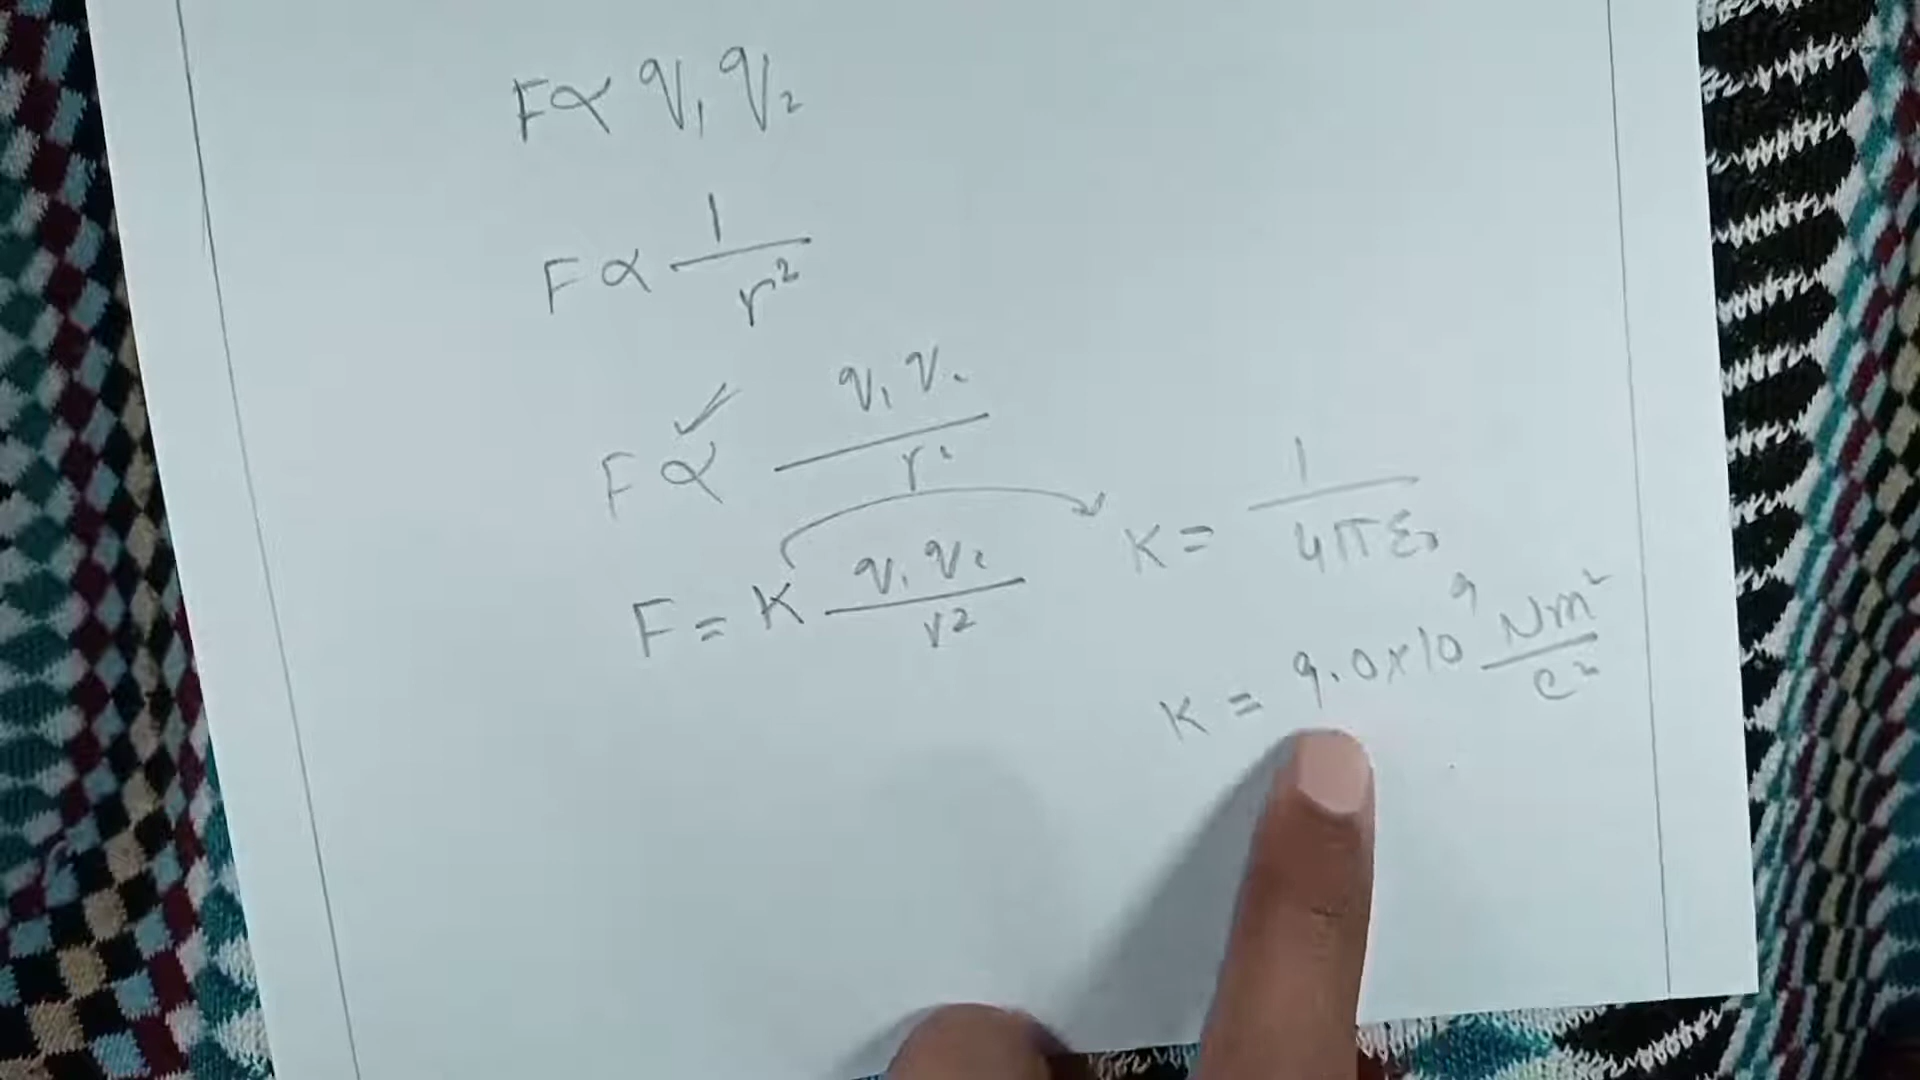 F ∝ q₁ q₂
F ∝ 1/r²
F ∝ q₁ q₂/r²
F = K q₁ q₂/r²
K = 1/4πε₀
K = 9.0×10⁹ Nm²/C²